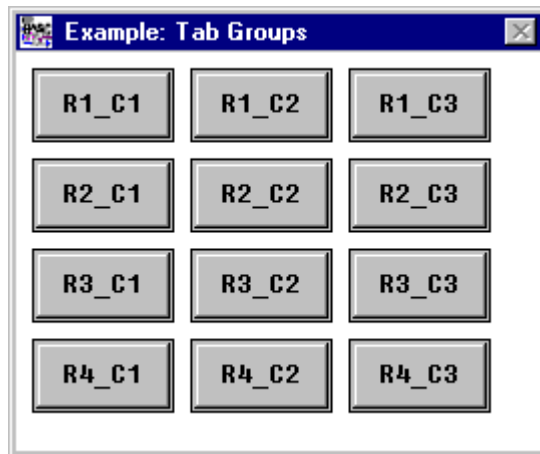 Example: Tab Groups
R1_C1 R1_C2 R1_C3
R2_C1 R2_C2 R2_C3
R3_C1 R3_C2 R3_C3
R4_C1 R4_C2 R4_C3